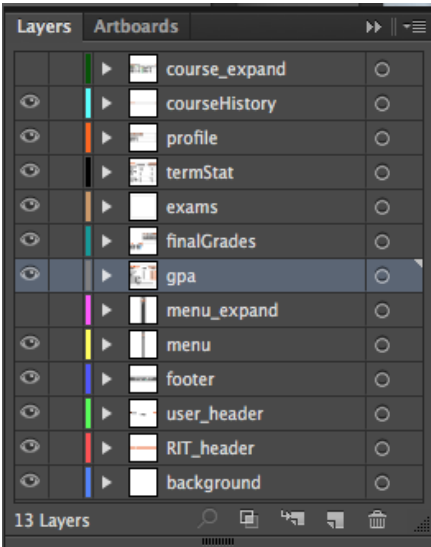 Layers Artboards
course_expand
courseHistory
profile
termStat
exams
finalGrades
gpa
menu_expand
menu
footer
user_header
RIT_header
background
13 Layers